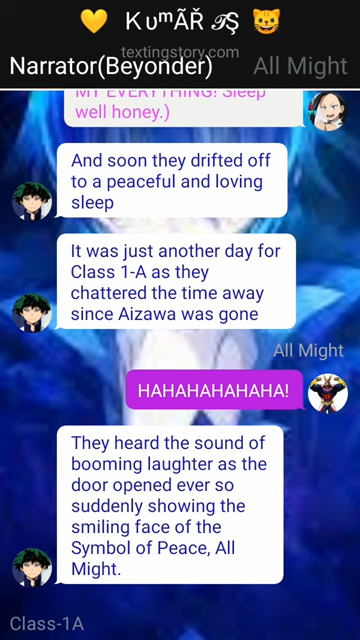 💛 KυᵐÃŘ 𝒯Ş 😺
textingstory.com
Narrator(Beyonder) All Might
MY EVERYTHING! Sleep
well honey.)
And soon they drifted off
to a peaceful and loving
sleep
It was just another day for
Class 1-A as they
chattered the time away
since Aizawa was gone
All Might
HAHAHAHAHAHA!
They heard the sound of
booming laughter as the
door opened ever so
suddenly showing the
smiling face of the
Symbol of Peace, All
Might.
Class-1A